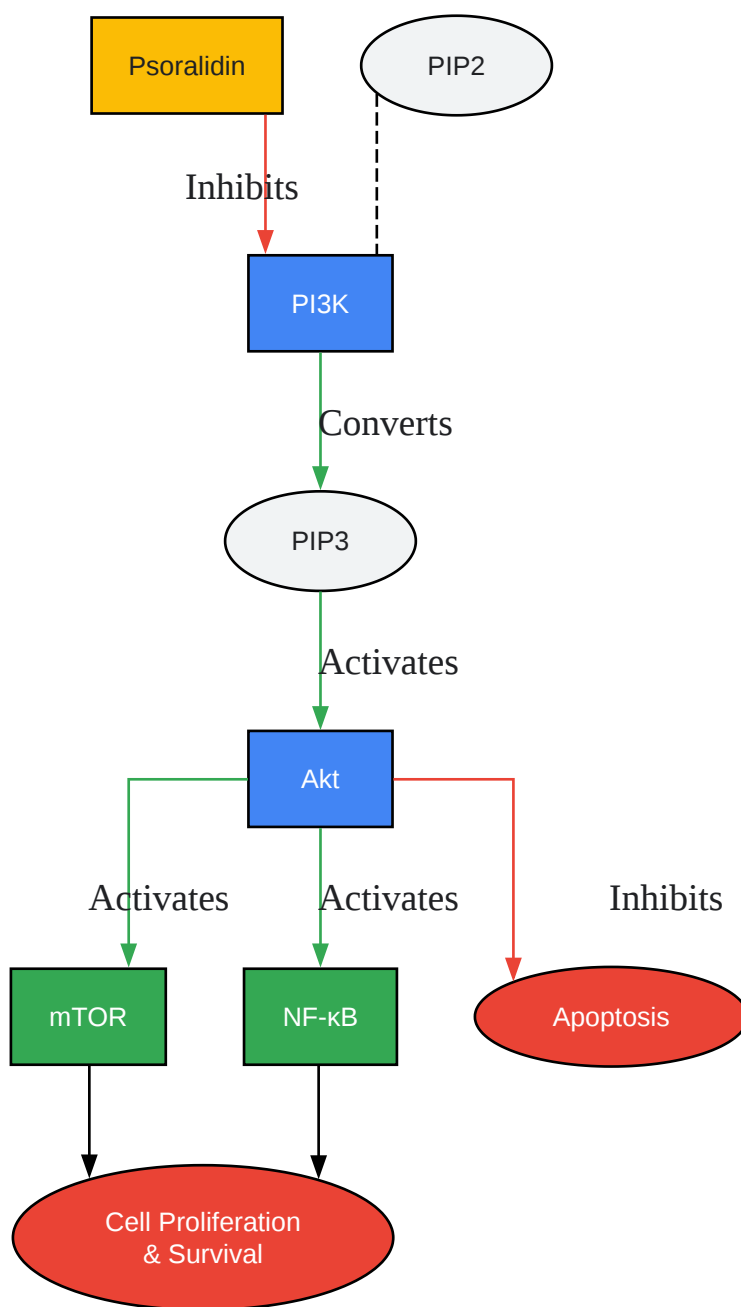 Psoralidin
PIP2
Inhibits
PI3K
Converts
PIP3
Activates
Akt
Activates
Activates
Inhibits
mTOR
NF-κB
Apoptosis
Cell Proliferation
& Survival